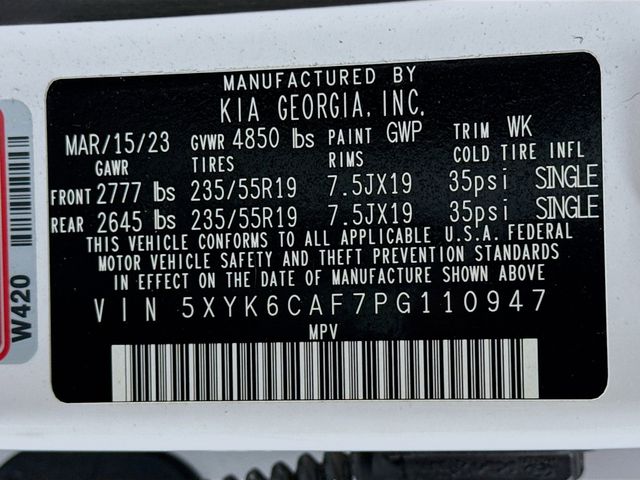 MANUFACTURED BY
KIA GEORGIA, INC.
MAR/15/23 GVWR 4850 lbs PAINT GWP TRIM WK
GAWR TIRES RIMS COLD TIRE INFL
FRONT 2777 lbs 235/55R19 7.5JX19 35psi SINGLE
REAR 2645 lbs 235/55R19 7.5JX19 35psi SINGLE
THIS VEHICLE CONFORMS TO ALL APPLICABLE U.S.A. FEDERAL
MOTOR VEHICLE SAFETY AND THEFT PREVENTION STANDARDS
IN EFFECT ON THE DATE OF MANUFACTURE SHOWN ABOVE
VIN 5XYK6CAF7PG110947
MPV
W420